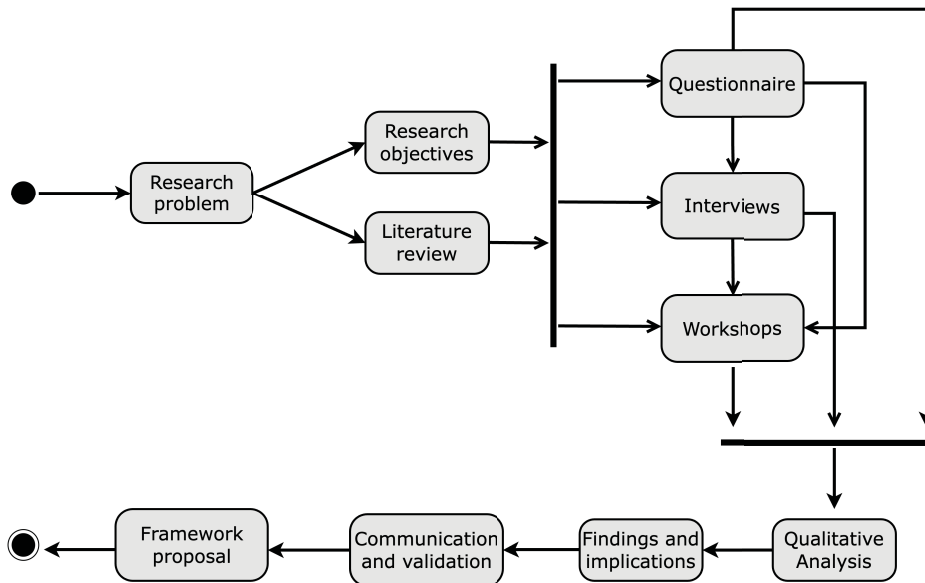 Research
problem
Research
objectives
Literature
review
Questionnaire
Interviews
Workshops
Qualitative
Analysis
Findings and
implications
Communication
and validation
Framework
proposal